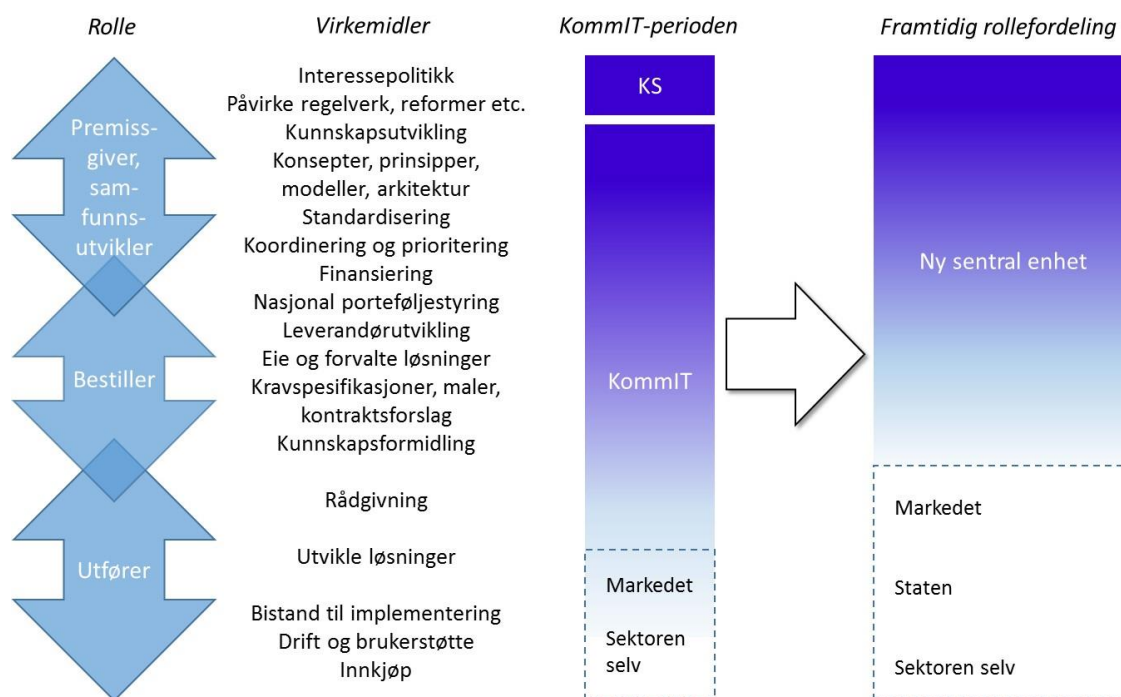 Rolle
Virkemidler
KommIT-perioden
Framtidig rollefordeling
Premiss-
giver,
sam-
funns-
utvikler
Bestiller
Utfører
Interessepolitikk
Påvirke regelverk, reformer etc.
Kunnskapsutvikling
Konsepter, prinsipper,
modeller, arkitektur
Standardisering
Koordinering og prioritering
Finansiering
Nasjonal porteføljestyring
Leverandørutvikling
Eie og forvalte løsninger
Kravspesifikasjoner, maler,
kontraktsforslag
Kunnskapsformidling
Rådgivning
Utvikle løsninger
Bistand til implementering
Drift og brukerstøtte
Innkjøp
KS
KommIT
Markedet
Sektoren
selv
Ny sentral enhet
Markedet
Staten
Sektoren selv